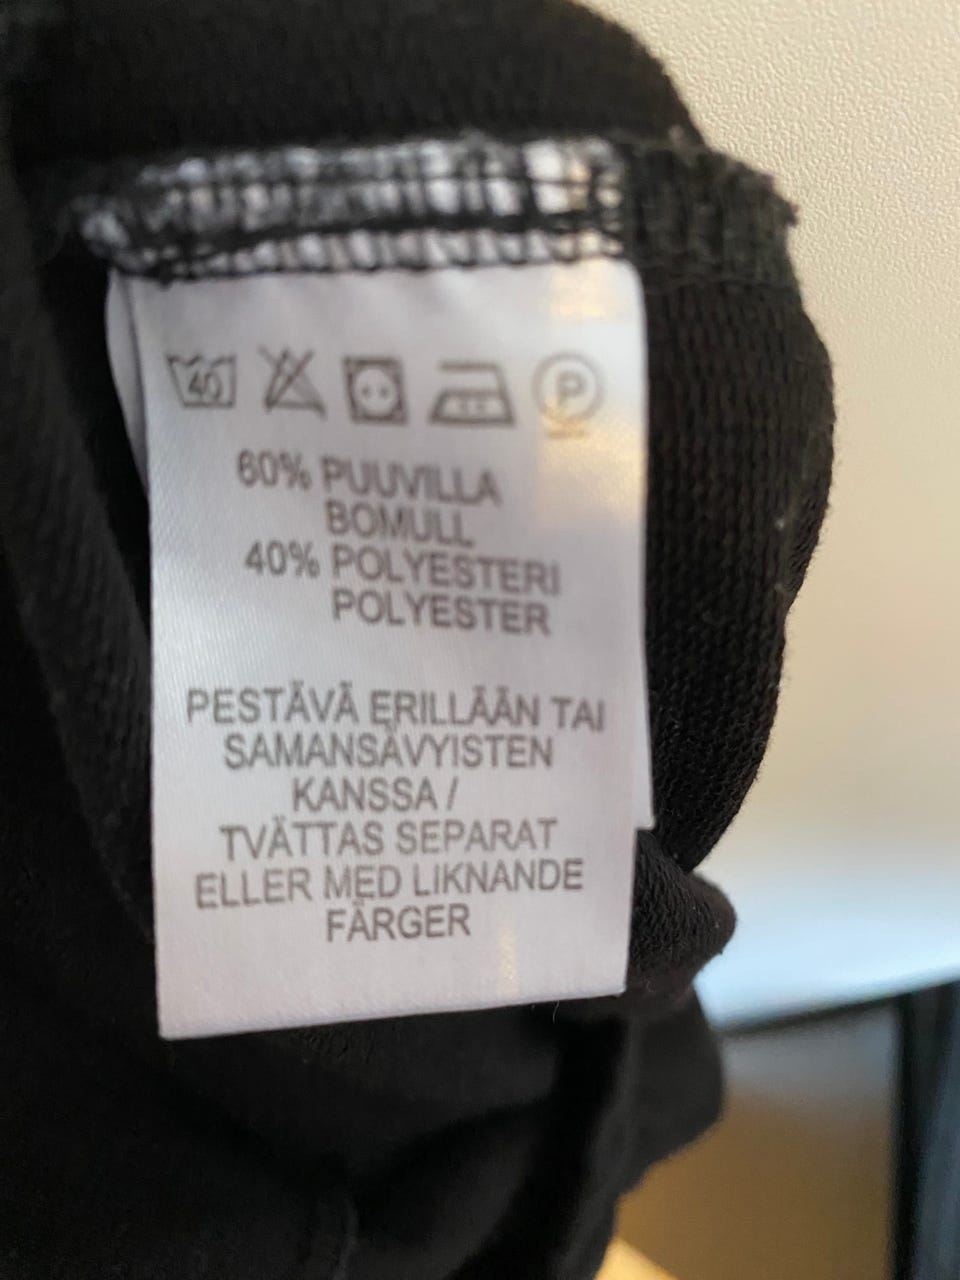 40 P
60% PUUVILLA
BOMULL
40% POLYESTERI
POLYESTER
PESTÄVÄ ERILLÄÄN TAI
SAMANSÄVYISTEN
KANSSA /
TVÄTTAS SEPARAT
ELLER MED LIKNANDE
FÄRGER